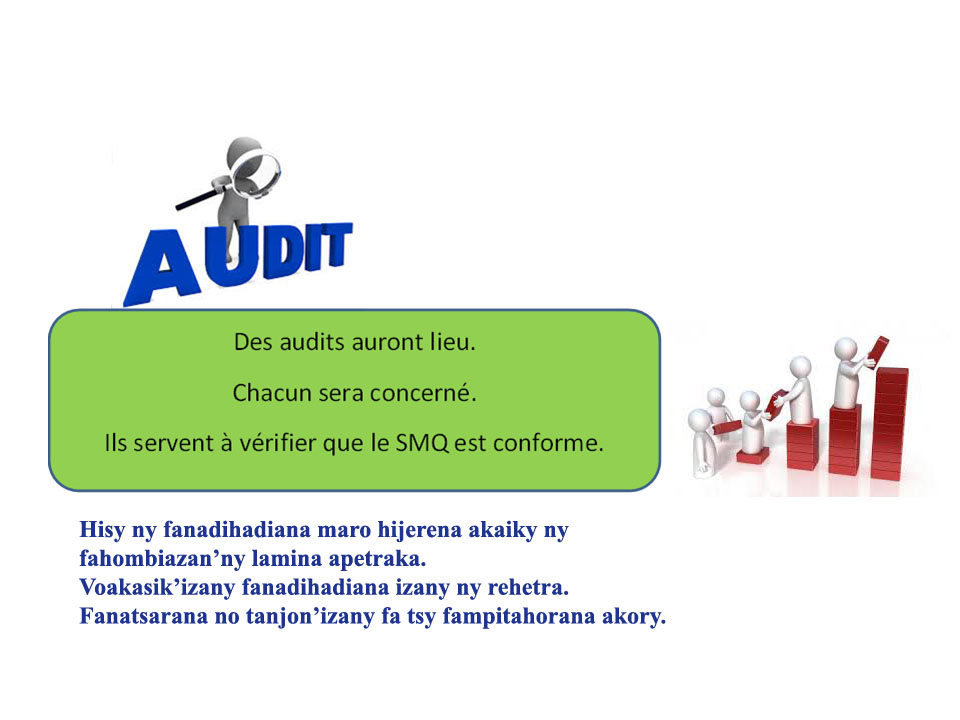 AUDIT
Des audits auront lieu.
Chacun sera concerné.
Ils servent à vérifier que le SMQ est conforme.
Hisy ny fanadihadiana maro hijerena akaiky ny
fahombiazan’ny lamina apetraka.
Voakasik’izany fanadihadiana izany ny rehetra.
Fanatsarana no tanjon’izany fa tsy fampitahorana akory.